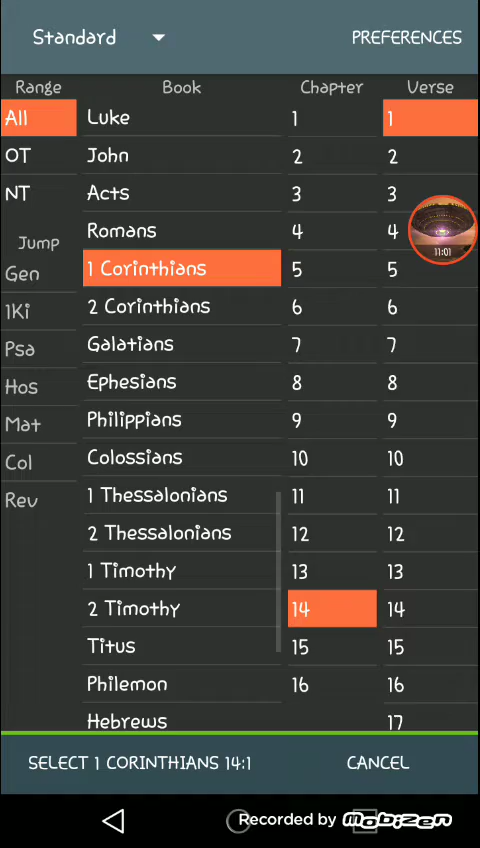 Standard PREFERENCES
Range Book Chapter Verse
All Luke 1 1
OT John 2 2
NT Acts 3 3
Romans 4 4
Jump
11:01
Gen 1 Corinthians 5 5
1Ki 2 Corinthians 6 6
Psa Galatians 7 7
Hos Ephesians 8 8
Mat Philippians 9 9
Col Colossians 10 10
Rev 1 Thessalonians 11 11
2 Thessalonians 12 12
1 Timothy 13 13
2 Timothy 14 14
Titus 15 15
Philemon 16 16
Hebrews 17
SELECT 1 CORINTHIANS 14:1 CANCEL
Recorded by Mobizen